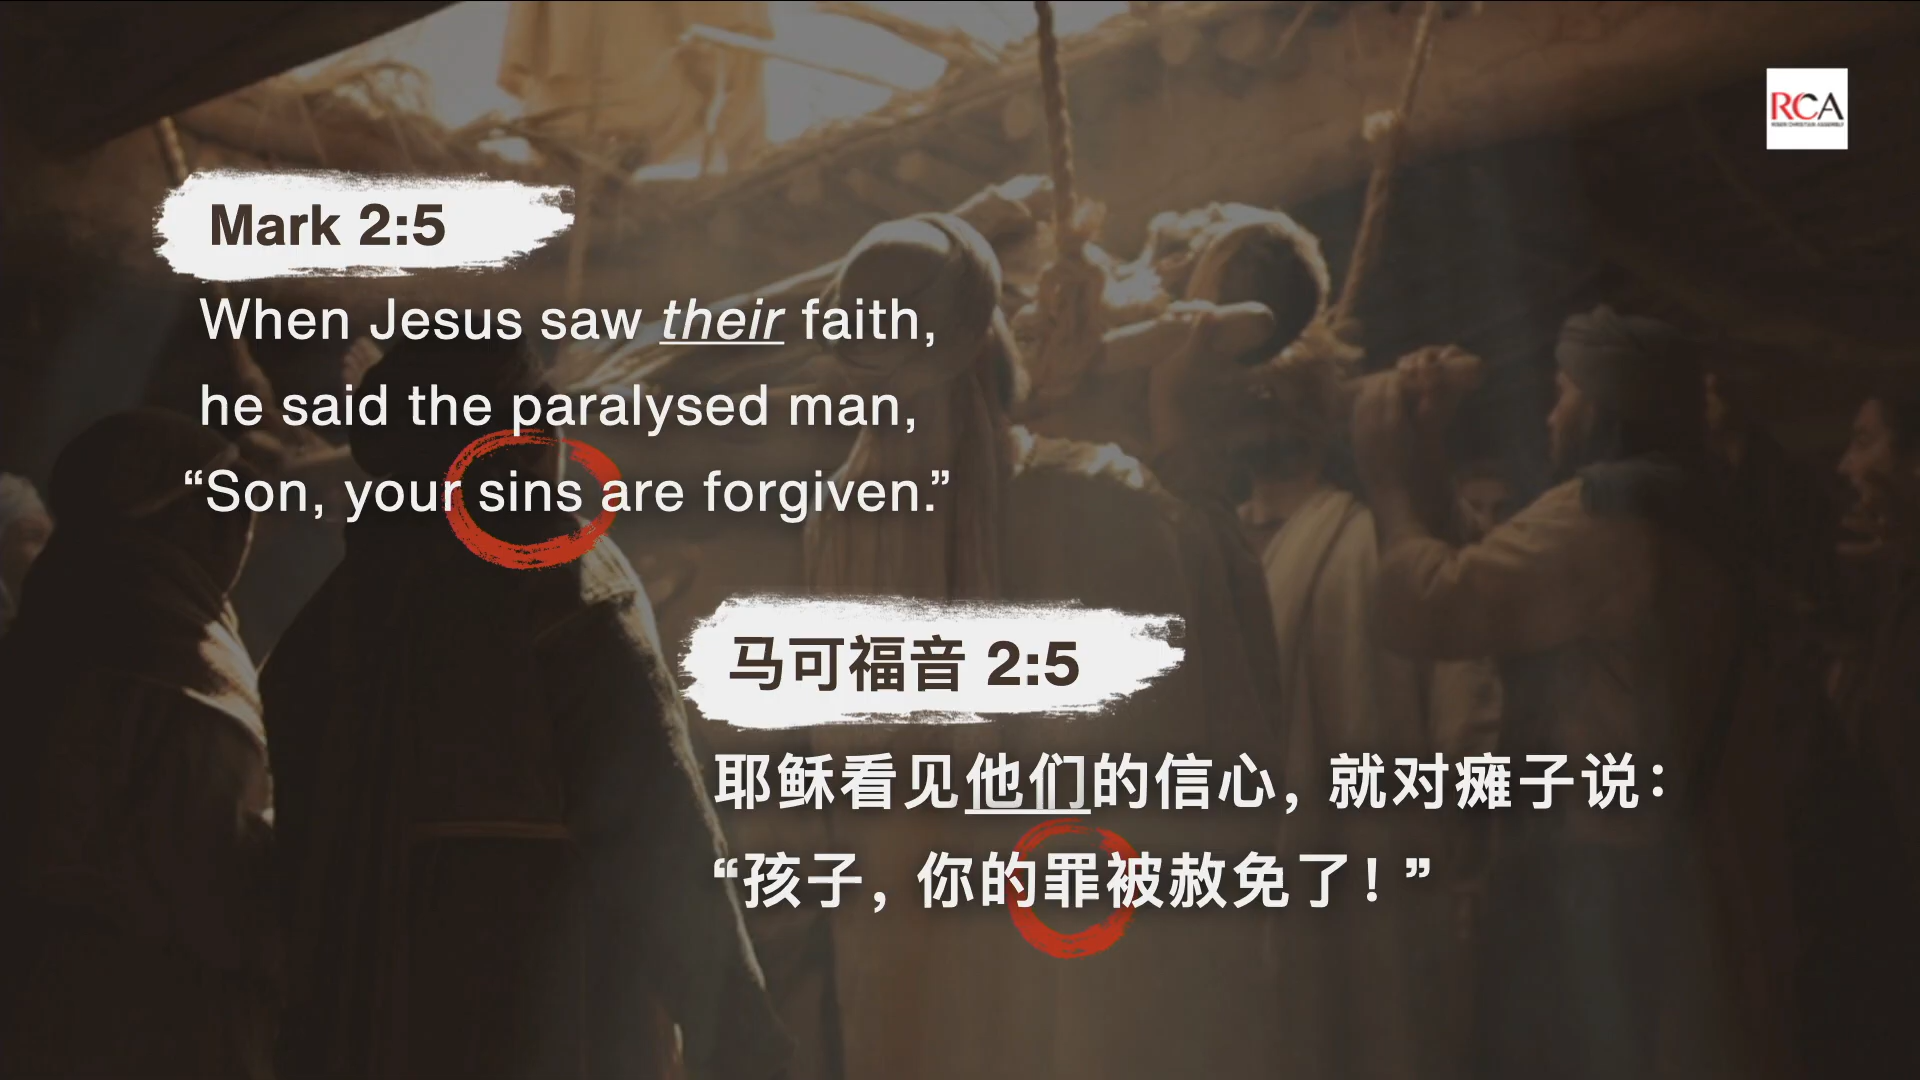 RCA
Mark 2:5
When Jesus saw their faith,
he said the paralysed man,
“Son, your sins are forgiven.”
马可福音 2:5
耶稣看见他们的信心，就对瘫子说：
“孩子，你的罪被赦免了！”